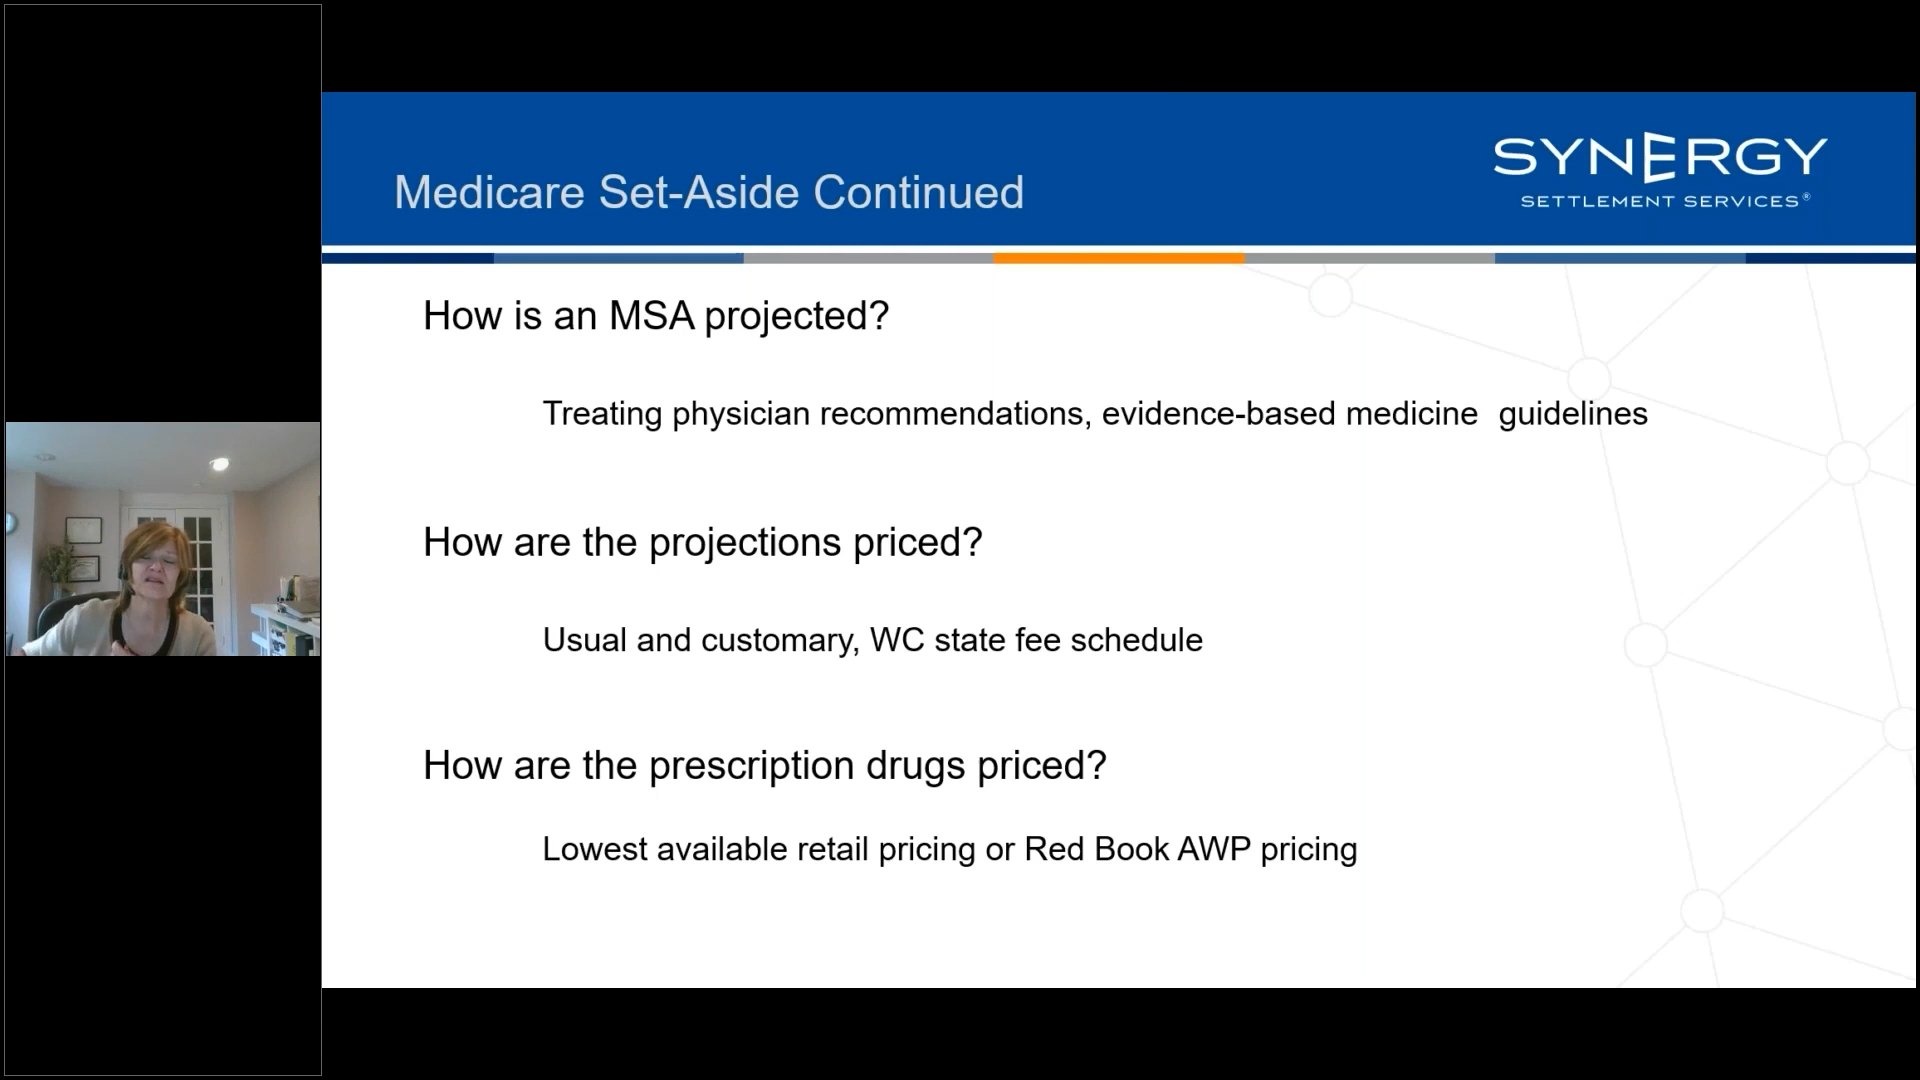 Medicare Set-Aside Continued
SYNERGY
SETTLEMENT SERVICES®
How is an MSA projected?
Treating physician recommendations, evidence-based medicine guidelines
How are the projections priced?
Usual and customary, WC state fee schedule
How are the prescription drugs priced?
Lowest available retail pricing or Red Book AWP pricing